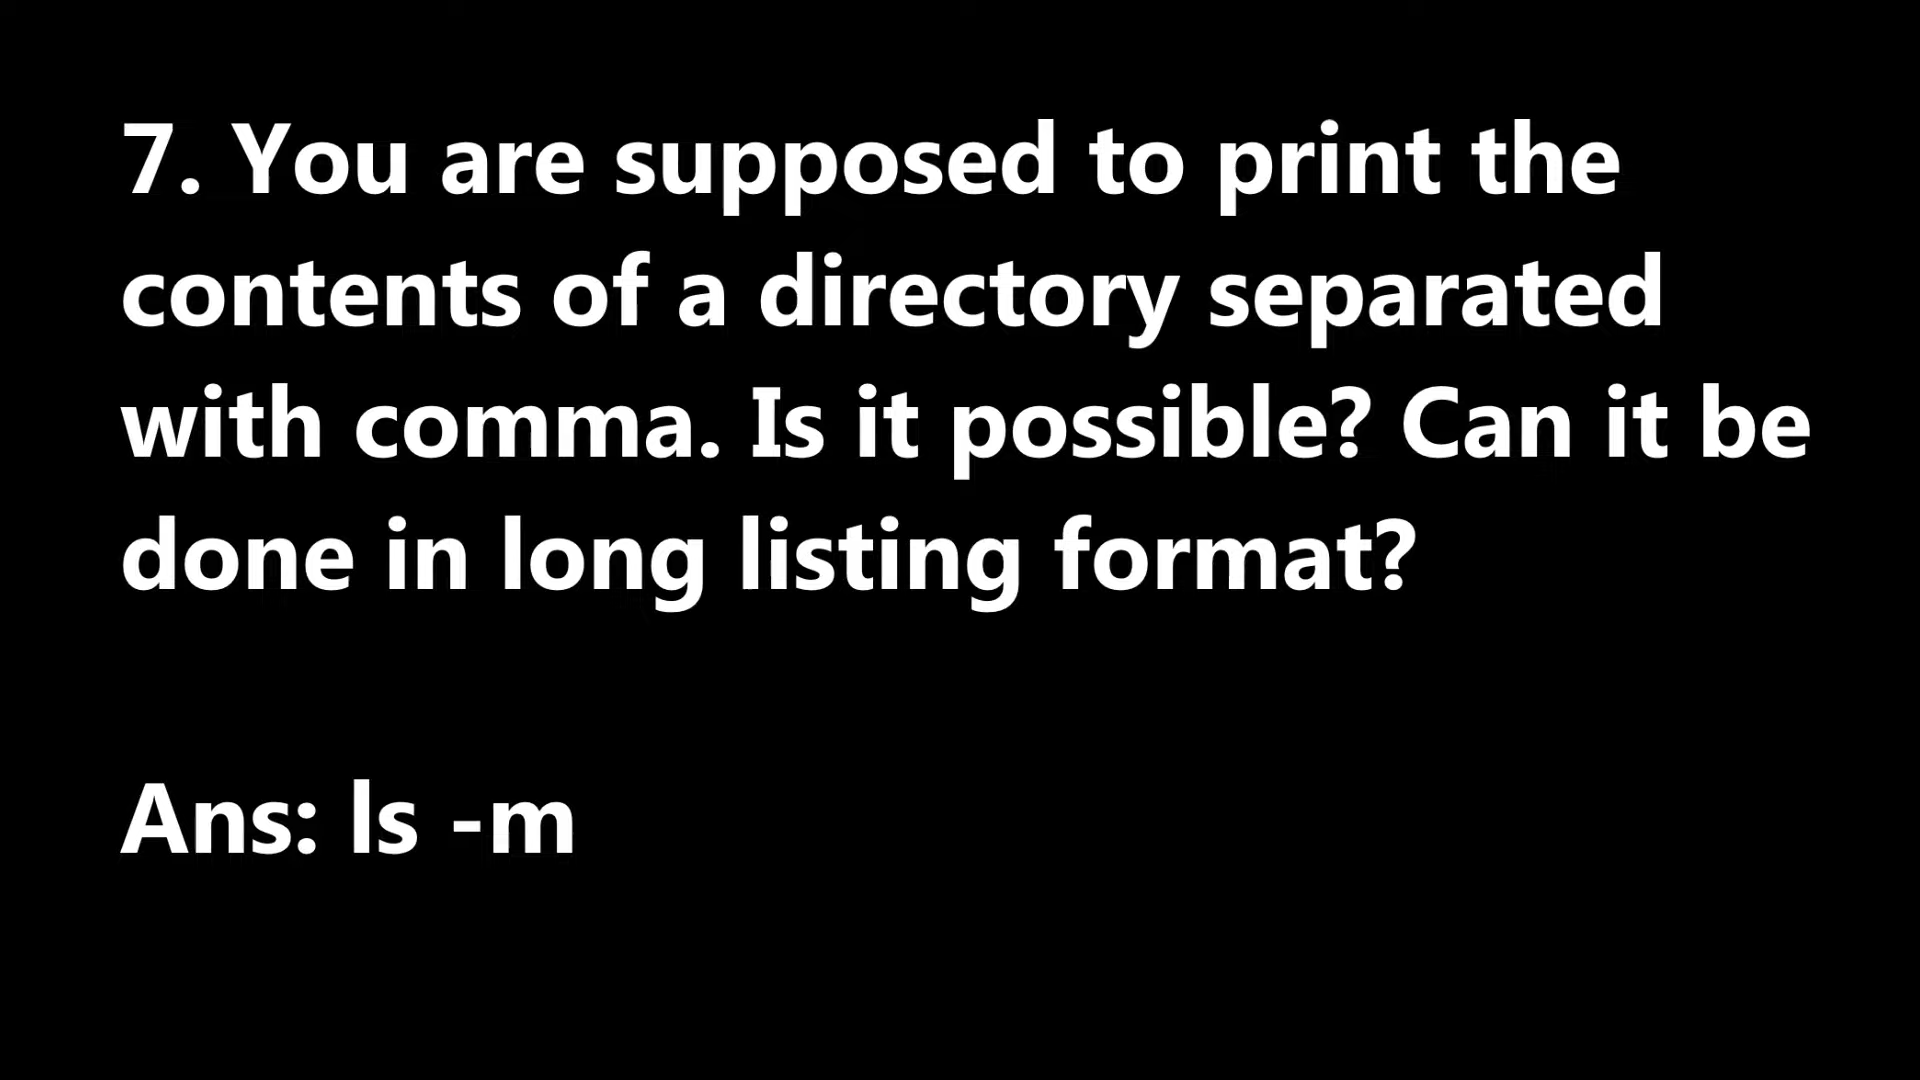 7. You are supposed to print the
contents of a directory separated
with comma. Is it possible? Can it be
done in long listing format?
Ans: ls -m